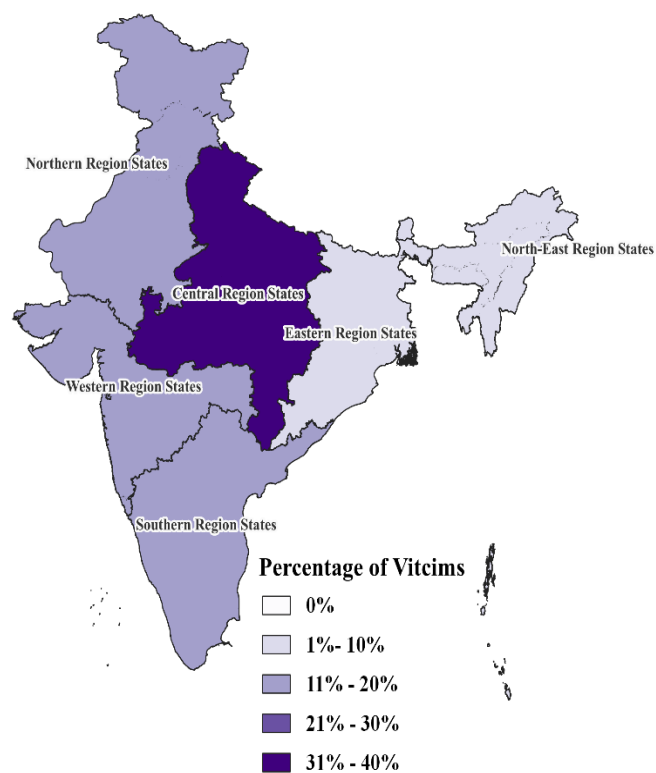 Northern Region States
North-East Region States
Central Region States
Eastern Region States
Western Region States
Southern Region States
Percentage of Vitcims
0%
1%- 10%
11% - 20%
21% - 30%
31% - 40%